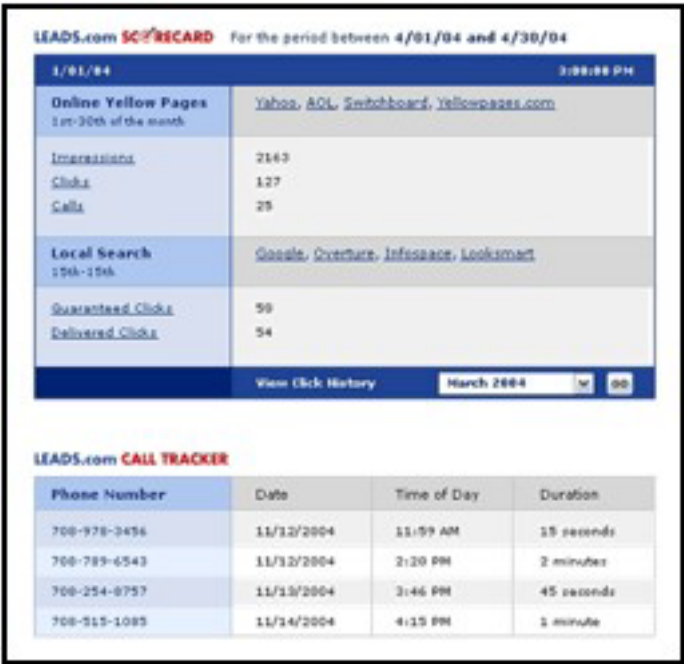 LEADS.com SCORECARD For the period between 4/01/04 and 4/30/04
1/01/04 3:00:00 PM
Online Yellow Pages Yahoo, AOL, Switchboard, Yellowpages.com
1st-30th of the month
Impressions 2163
Clicks 127
Calls 25
Local Search Google, Overture, Infospace, Looksmart
15th-15th
Guaranteed Clicks 50
Delivered Clicks 54
View Click History March 2004 GO
LEADS.com CALL TRACKER
Phone Number Date Time of Day Duration
708-978-3456 11/12/2004 11:59 AM 15 seconds
708-789-6543 11/12/2004 2:20 PM 2 minutes
708-254-8757 11/13/2004 3:46 PM 45 seconds
708-515-1085 11/14/2004 4:15 PM 1 minute